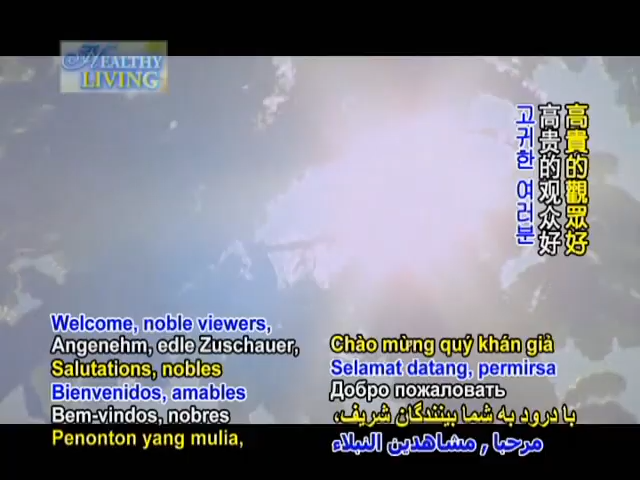 HEALTHY
LIVING
高貴的觀眾好
高贵的观众好
고귀한 여러분
Welcome, noble viewers,
Angenehm, edle Zuschauer,
Salutations, nobles
Bienvenidos, amables
Bem-vindos, nobres
Penonton yang mulia,
Chào mừng quý khán giả
Selamat datang, permirsa
Добро пожаловать
با درود به شما بینندگان شریف،
مرحبا , مشاهدين النبلاء